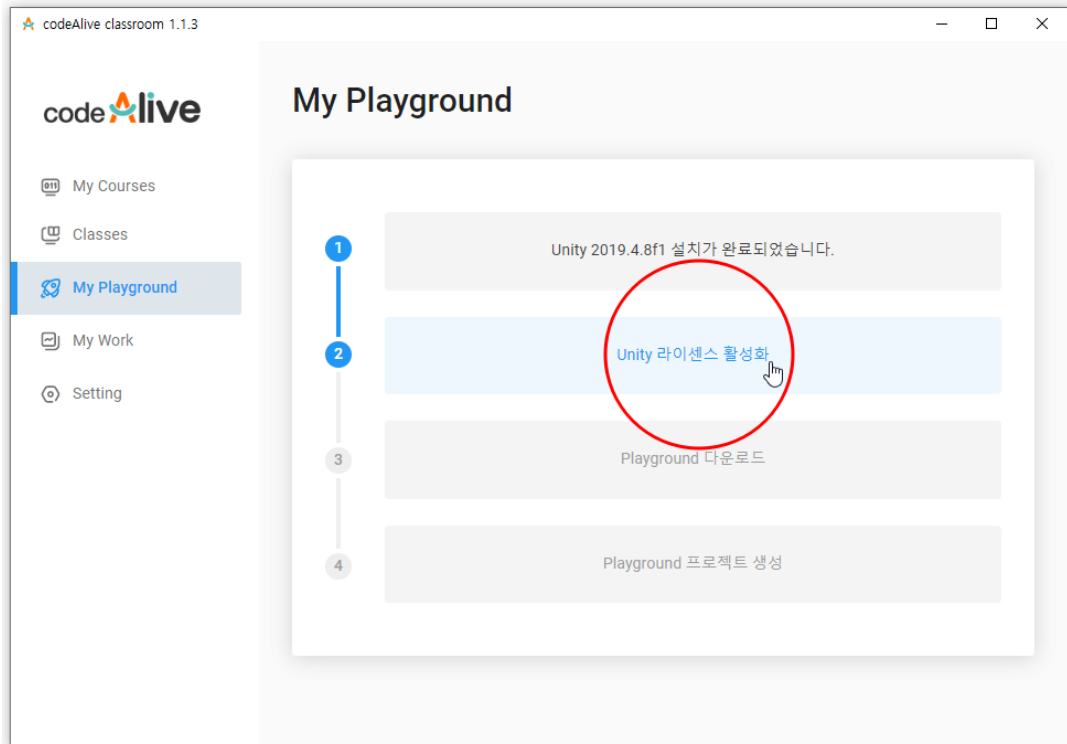 codeAlive classroom 1.1.3
codeAlive
My Courses
Classes
My Playground
My Work
Setting
My Playground
1
Unity 2019.4.8f1 설치가 완료되었습니다.
2
Unity 라이센스 활성화
3
Playground 다운로드
4
Playground 프로젝트 생성